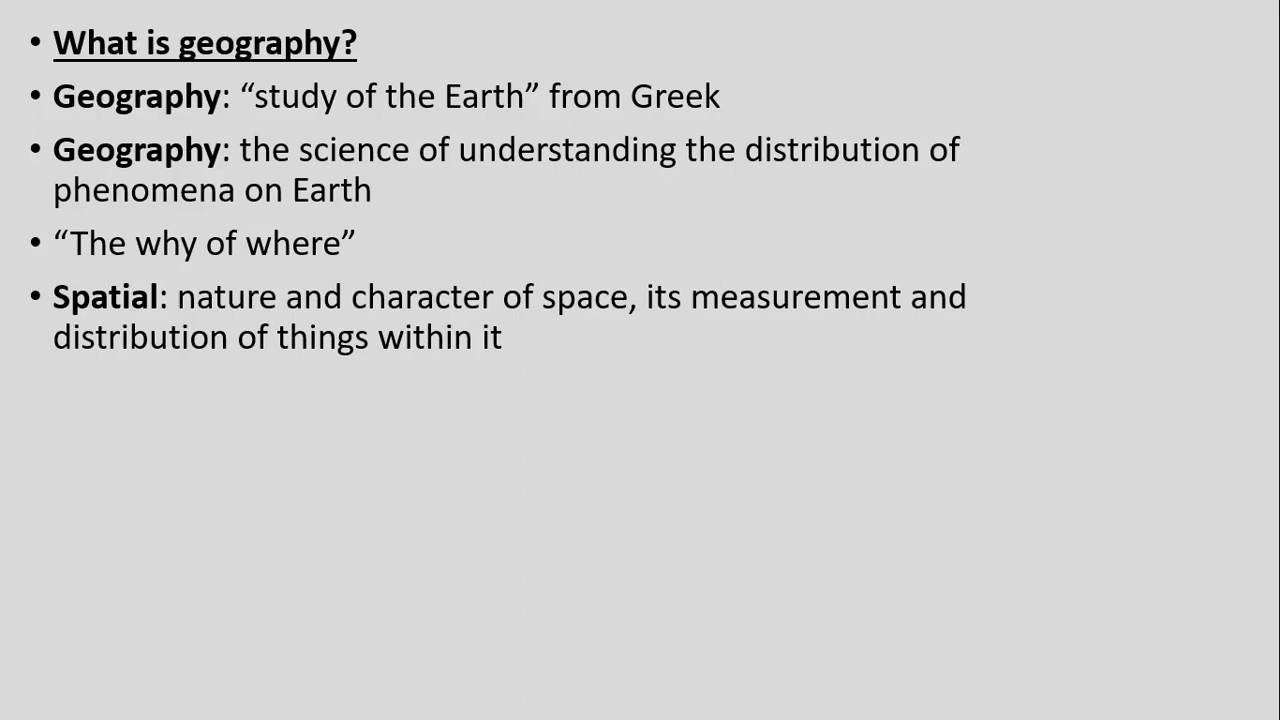 • What is geography?
• Geography: “study of the Earth” from Greek
• Geography: the science of understanding the distribution of
phenomena on Earth
• “The why of where”
• Spatial: nature and character of space, its measurement and
distribution of things within it